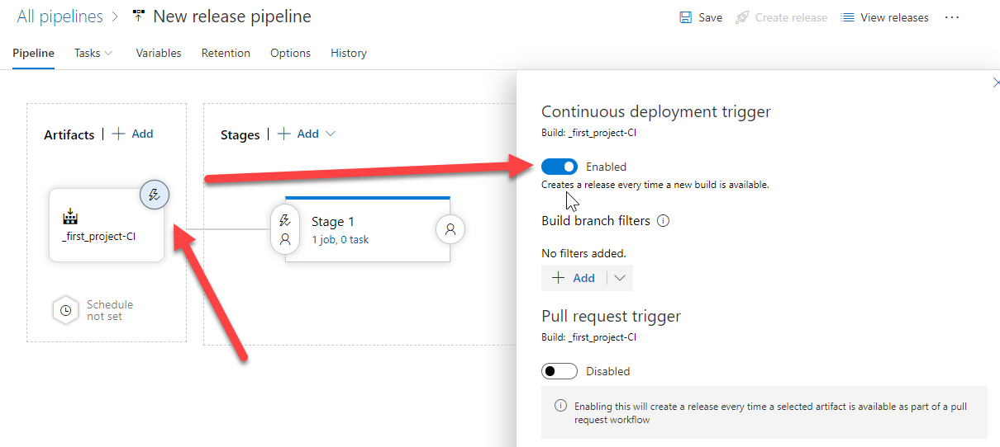 All pipelines > New release pipeline
Save Create release View releases ...
Pipeline Tasks Variables Retention Options History
Artifacts | + Add
Stages | + Add
_first_project-CI
Schedule
not set
Stage 1
1 job, 0 task
Continuous deployment trigger
Build: _first_project-CI
Enabled
Creates a release every time a new build is available.
Build branch filters
No filters added.
+ Add
Pull request trigger
Build: _first_project-CI
Disabled
Enabling this will create a release every time a selected artifact is available as part of a pull
request workflow